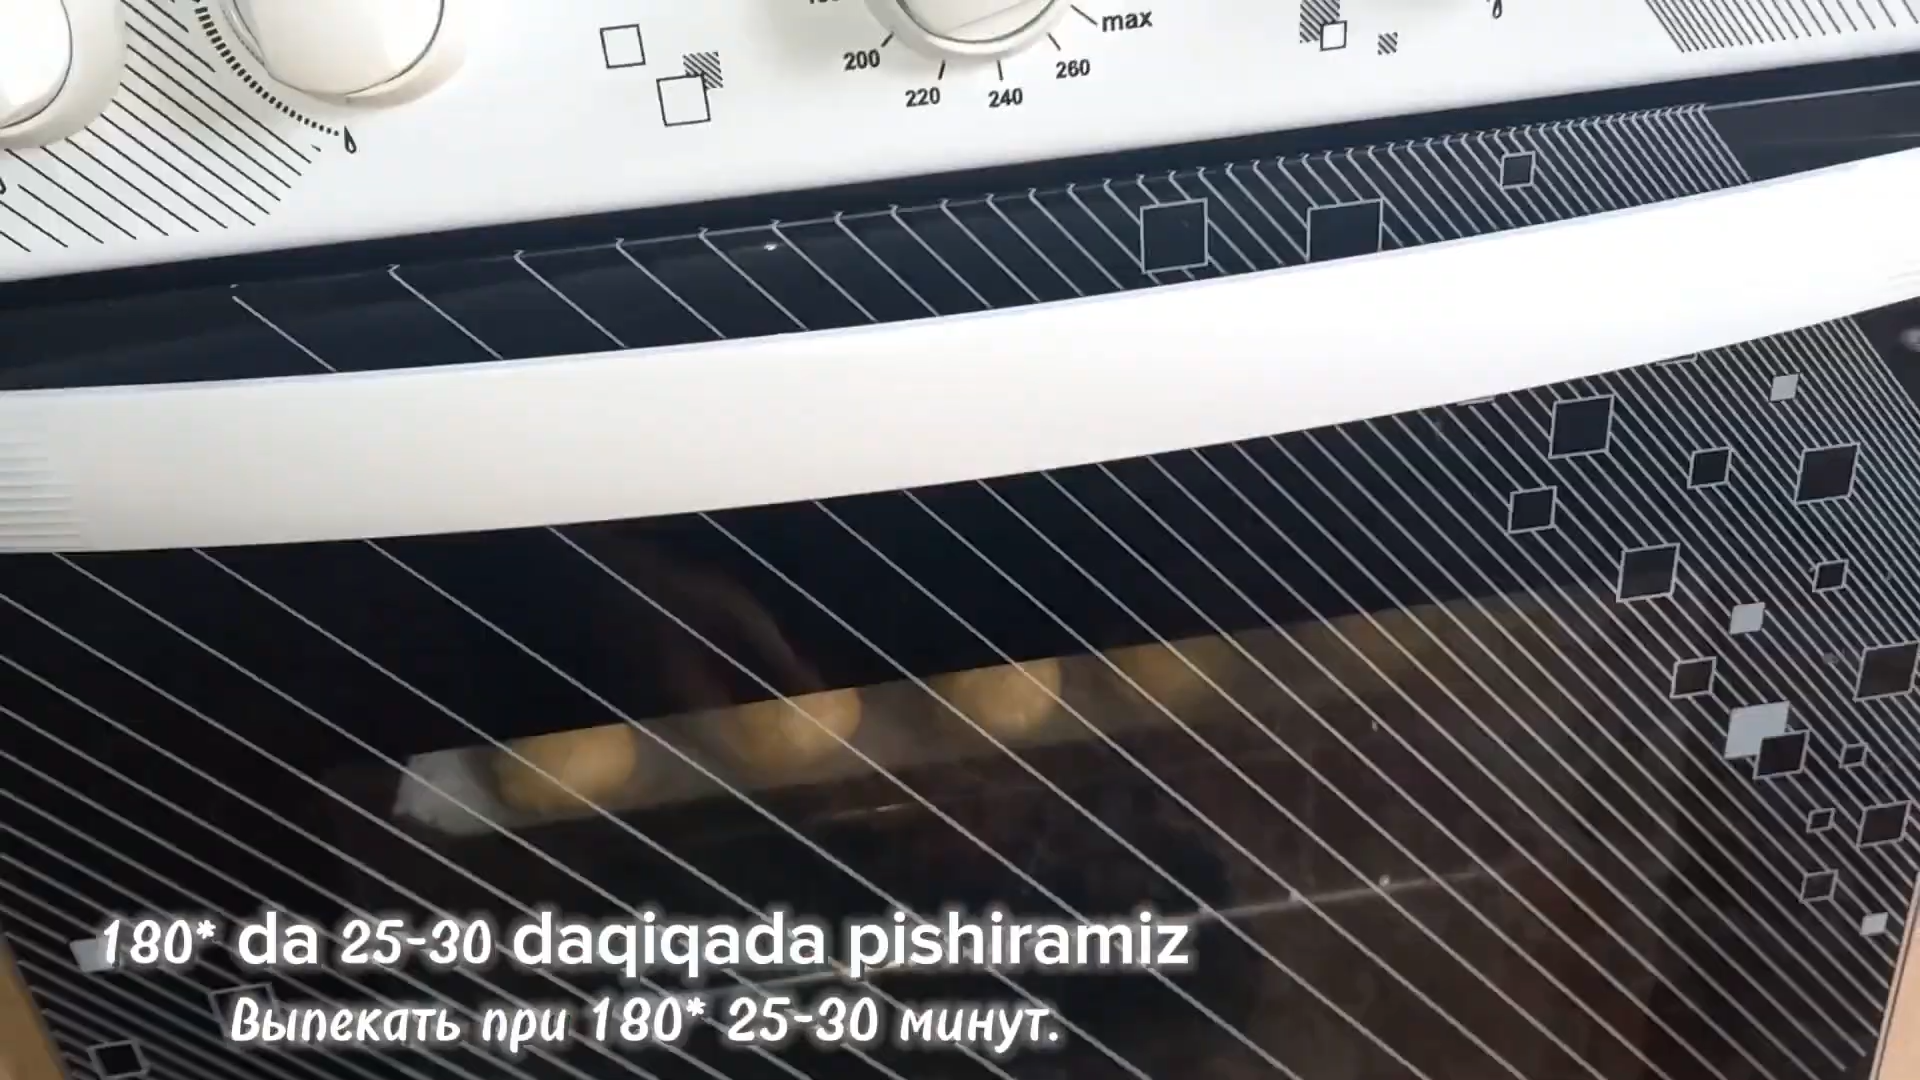 max
200
260
220
240
180* da 25-30 daqiqada pishiramiz
Выпекать при 180* 25-30 минут.